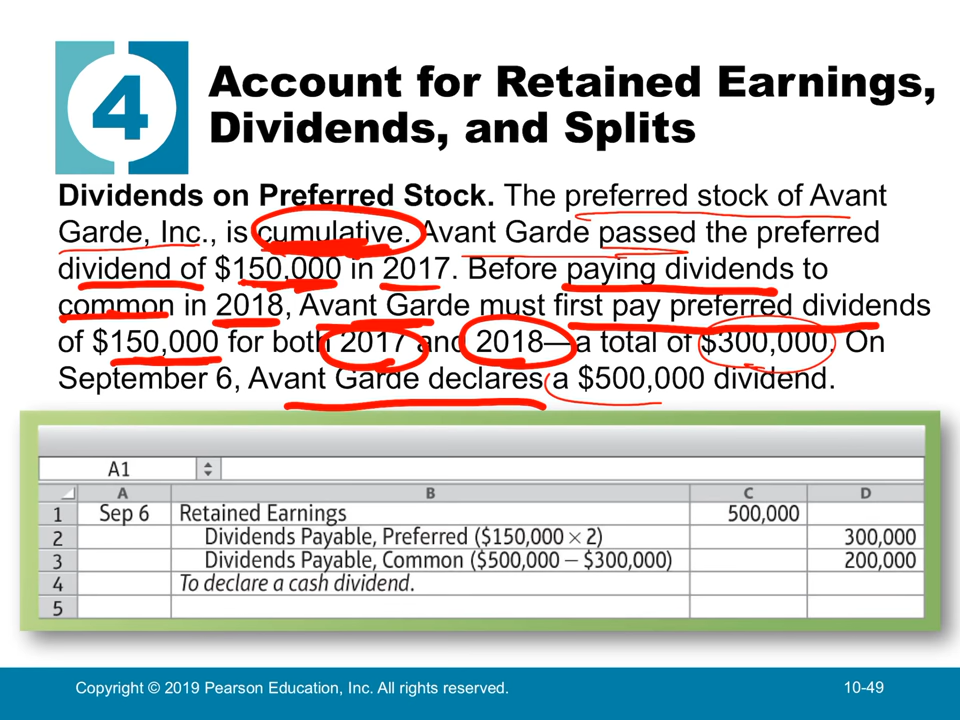 4
Account for Retained Earnings,
Dividends, and Splits
Dividends on Preferred Stock. The preferred stock of Avant
Garde, Inc., is cumulative. Avant Garde passed the preferred
dividend of $150,000 in 2017. Before paying dividends to
common in 2018, Avant Garde must first pay preferred dividends
of $150,000 for both 2017 and 2018—a total of $300,000. On
September 6, Avant Garde declares a $500,000 dividend.
A1
A B C D
1 Sep 6 Retained Earnings 500,000
2 Dividends Payable, Preferred ($150,000 × 2) 300,000
3 Dividends Payable, Common ($500,000 – $300,000) 200,000
4 To declare a cash dividend.
5
Copyright © 2019 Pearson Education, Inc. All rights reserved. 10-49